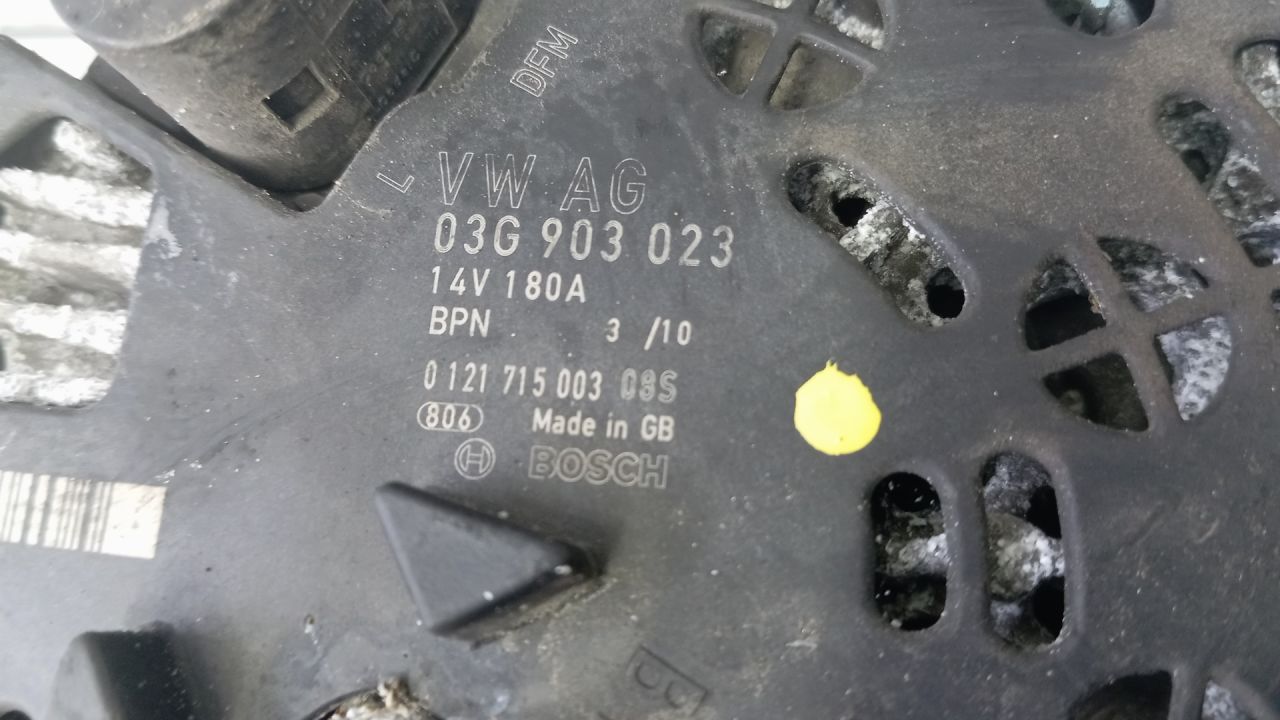 DFM
L
VW AG
03G 903 023
14V 180A
BPN 3 /10
0 121 715 003 08S
806 Made in GB
BOSCH